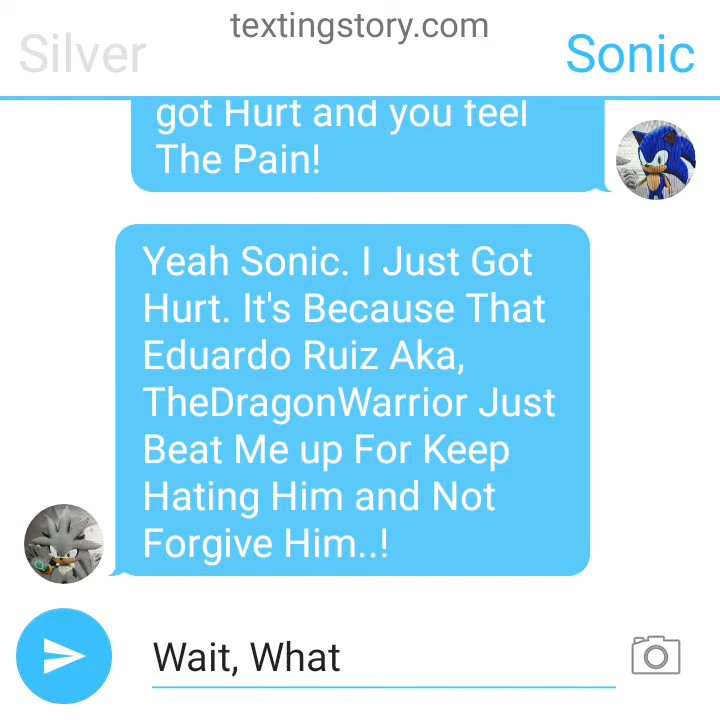 textingstory.com
Silver
Sonic
got Hurt and you feel
The Pain!
Yeah Sonic. I Just Got
Hurt. It's Because That
Eduardo Ruiz Aka,
TheDragonWarrior Just
Beat Me up For Keep
Hating Him and Not
Forgive Him..!
Wait, What